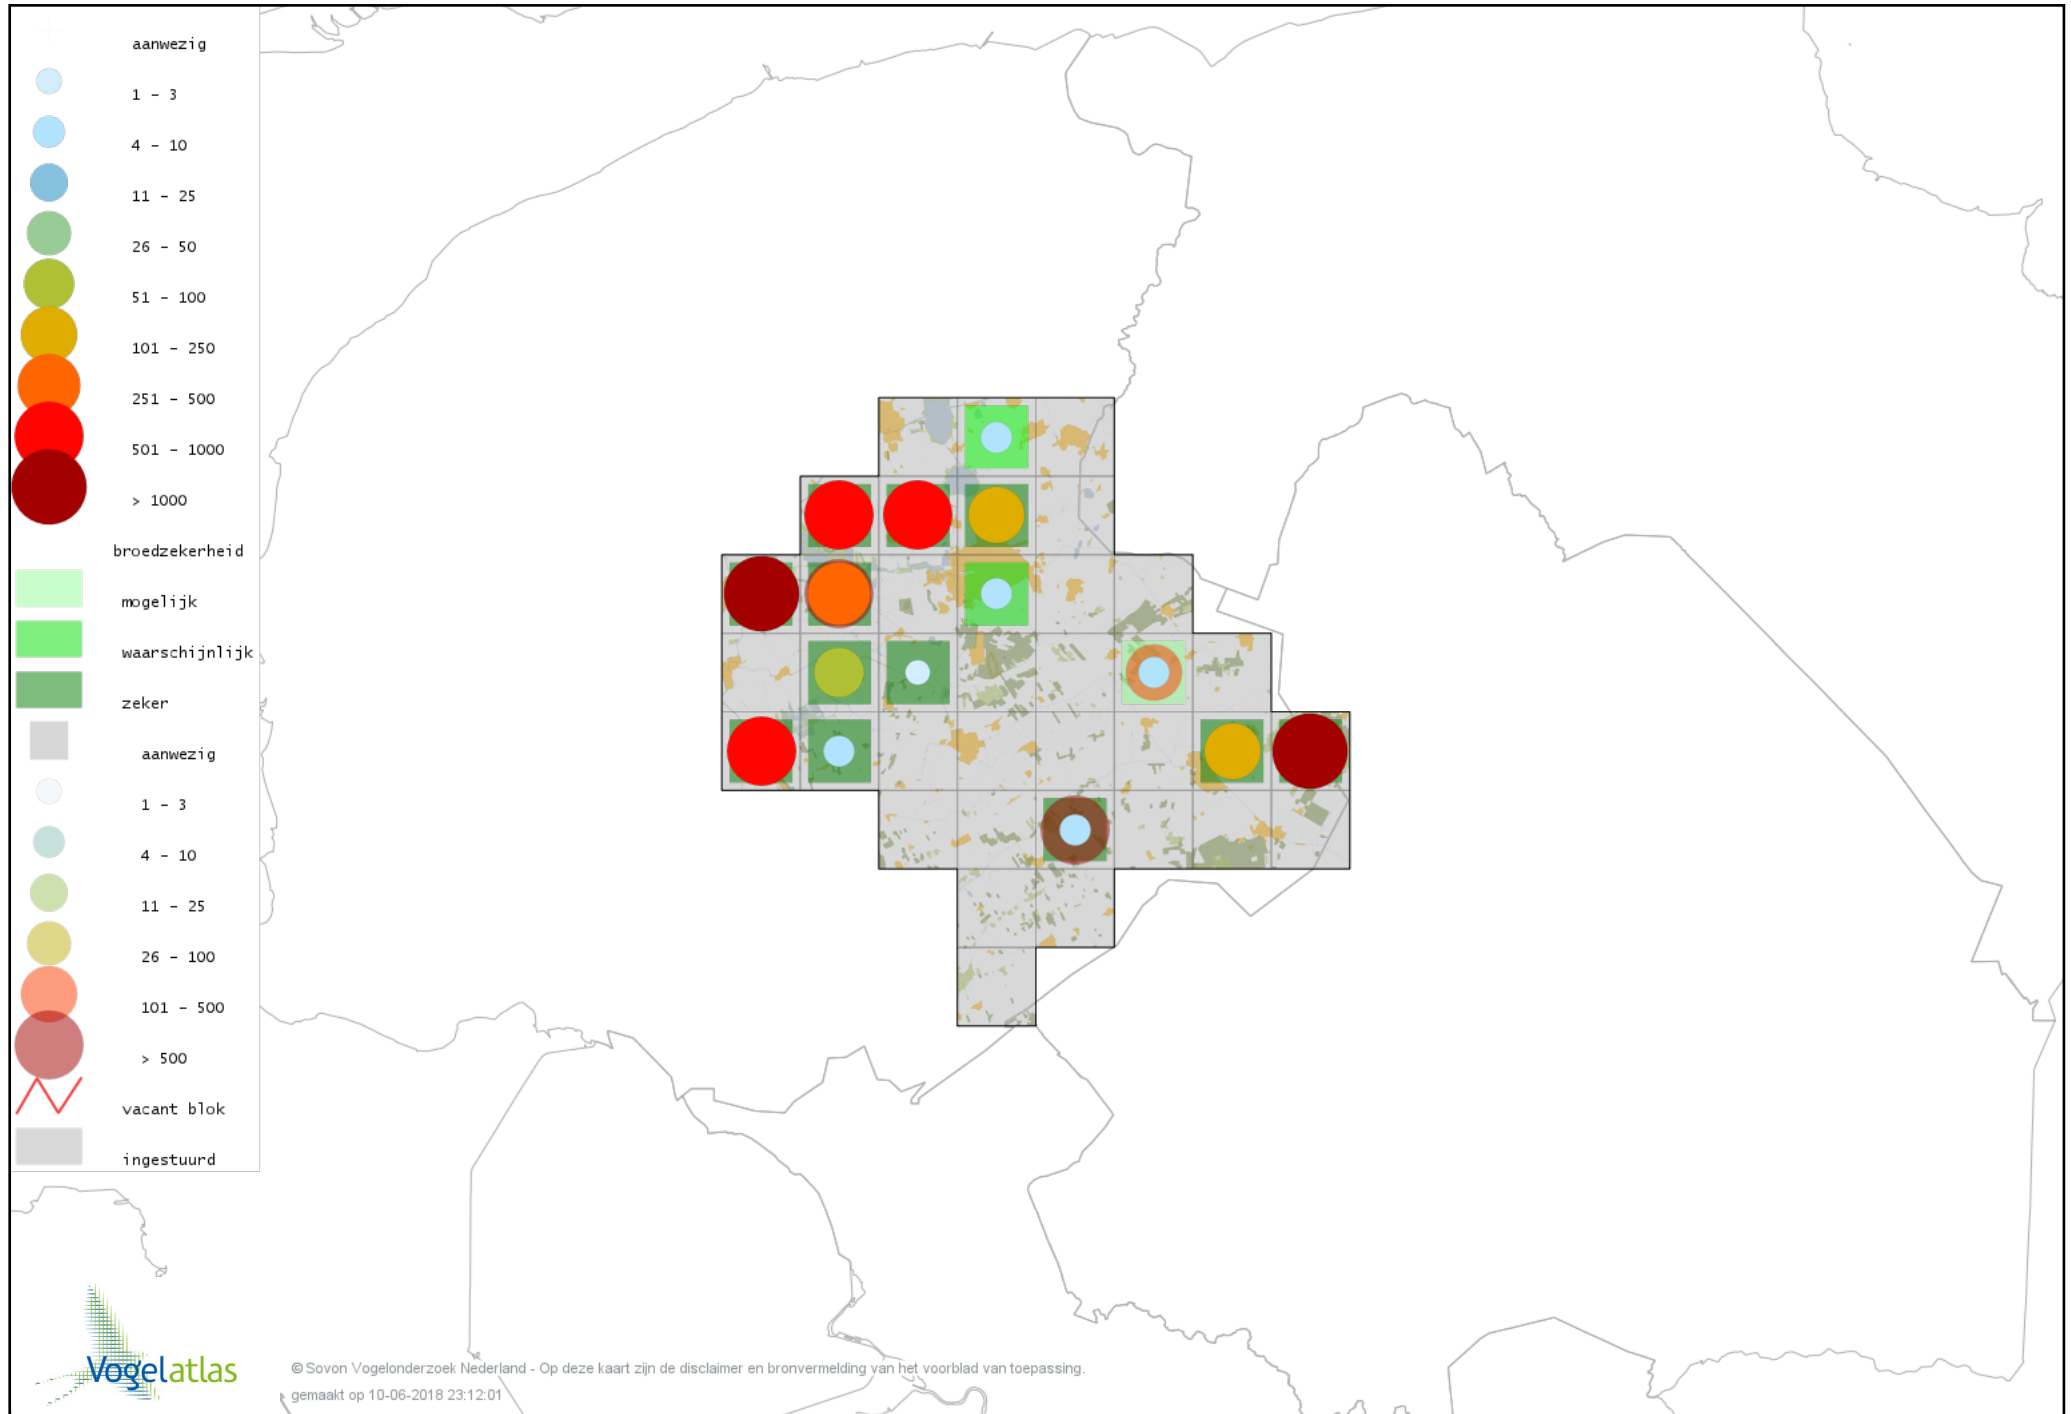 aanwezig
1 - 3
4 - 10
11 - 25
26 - 50
51 - 100
101 - 250
251 - 500
501 - 1000
> 1000
broedzekerheid
mogelijk
waarschijnlijk
zeker
aanwezig
1 - 3
4 - 10
11 - 25
26 - 100
101 - 500
> 500
vacant blok
ingestuurd
Vogelatlas
© Sovon Vogelonderzoek Nederland - Op deze kaart zijn de disclaimer en bronvermelding van het voorblad van toepassing.
gemaakt op 10-06-2018 23:12:01